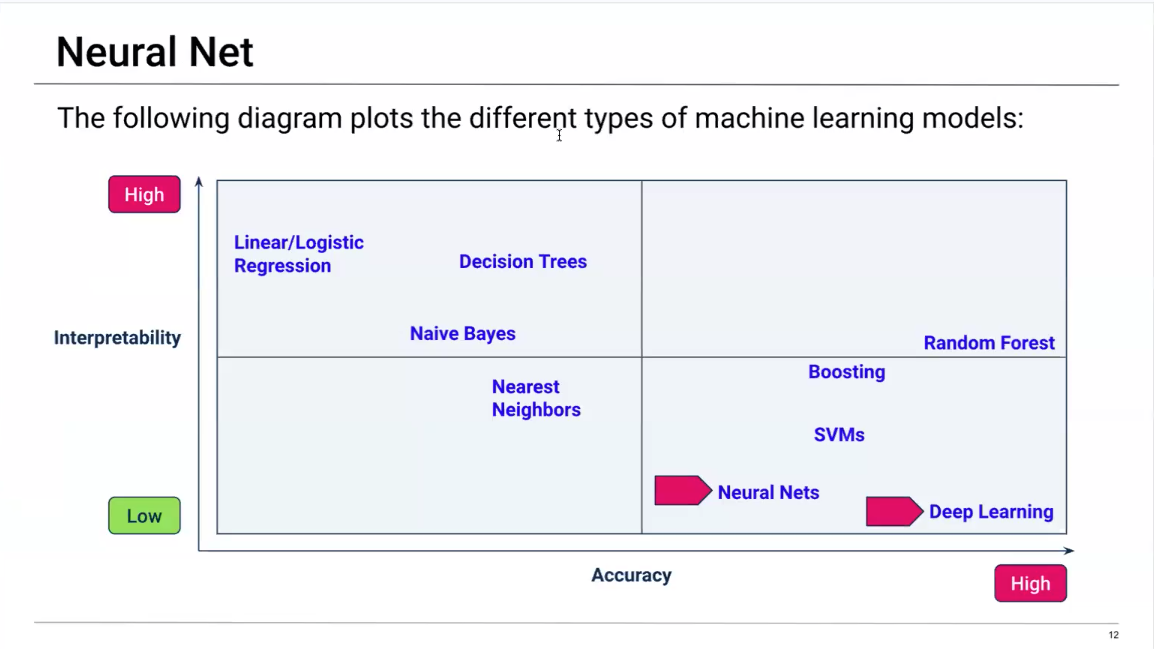 Neural Net
The following diagram plots the different types of machine learning models:
High
Linear/Logistic
Regression
Decision Trees
Naive Bayes
Interpretability
Random Forest
Boosting
Nearest
Neighbors
SVMs
Neural Nets
Deep Learning
Low
Accuracy
High
12